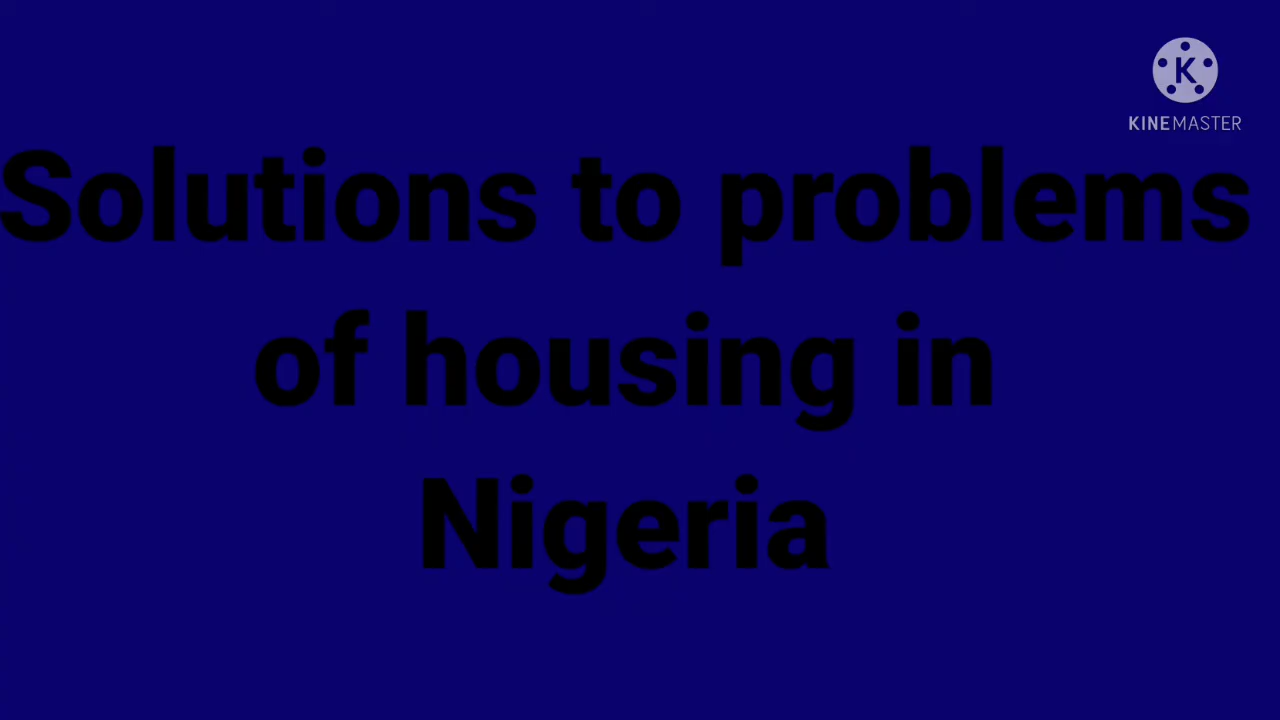 K
KINEMASTER
Solutions to problems
of housing in
Nigeria